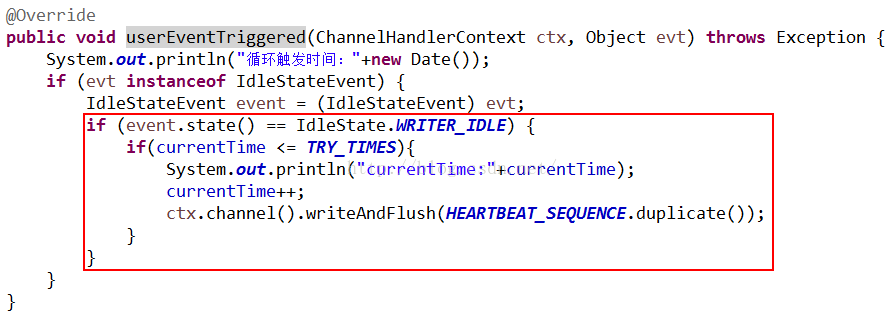 @Override
public void userEventTriggered(ChannelHandlerContext ctx, Object evt) throws Exception {
    System.out.println("循环触发时间："+new Date());
    if (evt instanceof IdleStateEvent) {
        IdleStateEvent event = (IdleStateEvent) evt;
        if (event.state() == IdleState.WRITER_IDLE) {
            if(currentTime <= TRY_TIMES){
                System.out.println("currentTime:"+currentTime);
                currentTime++;
                ctx.channel().writeAndFlush(HEARTBEAT_SEQUENCE.duplicate());
            }
        }
    }
}